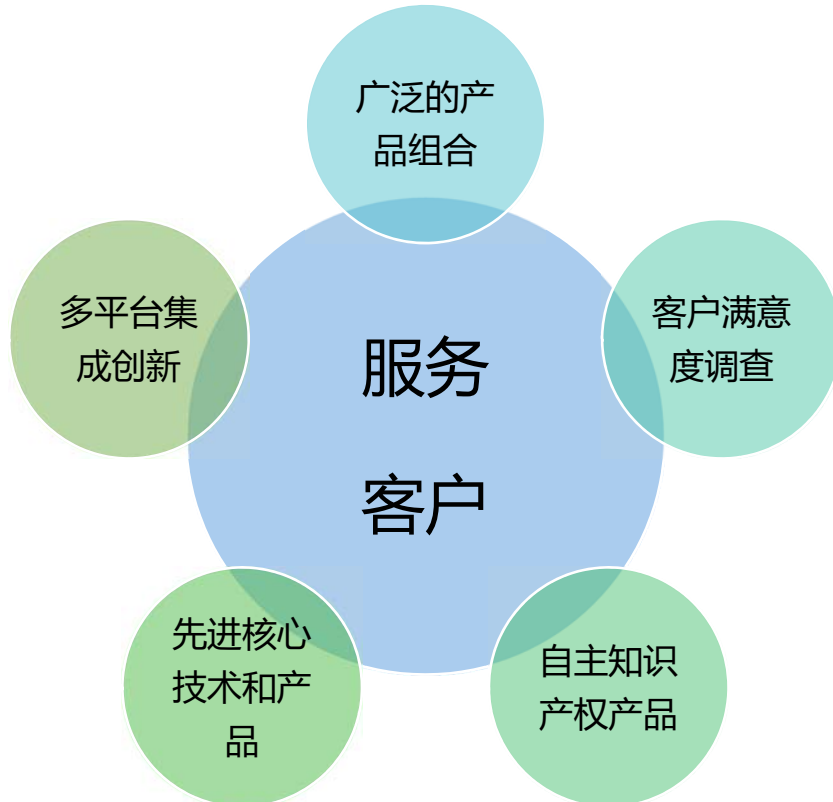 广泛的产
品组合
多平台集
成创新
服务
客户
客户满意
度调查
先进核心
技术和产
品
自主知识
产权产品